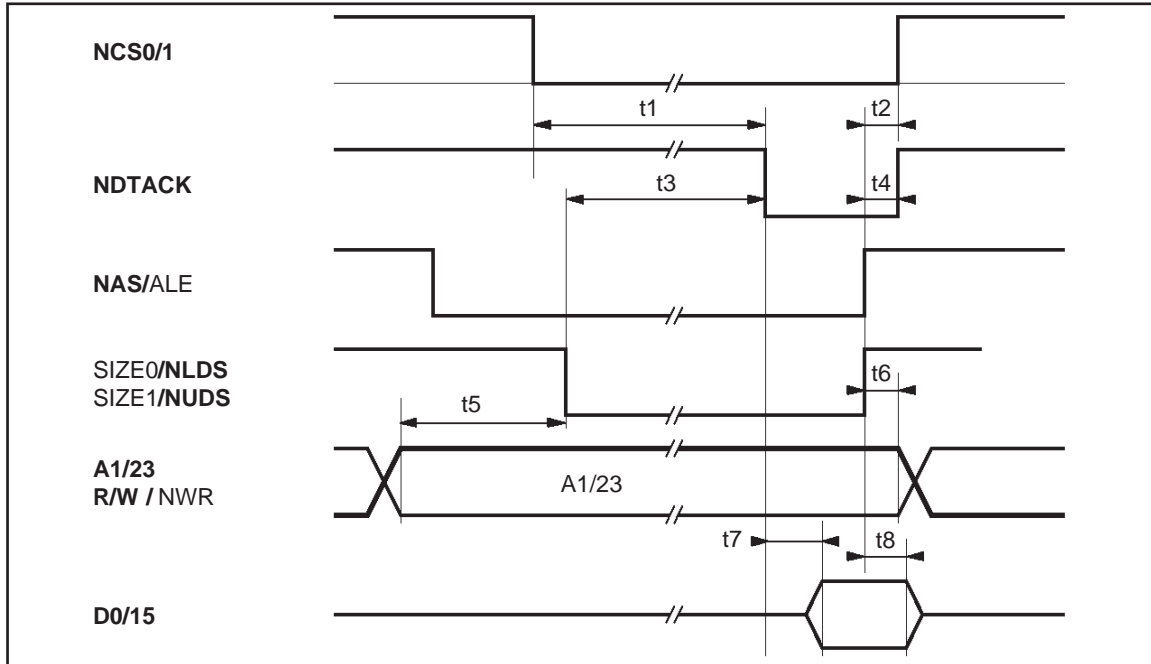 NCS0/1
t1
t2
NDTACK
t3
t4
NAS/ALE
SIZE0/NLDS
SIZE1/NUDS
t5
t6
A1/23
R/W / NWR
A1/23
t7
t8
D0/15